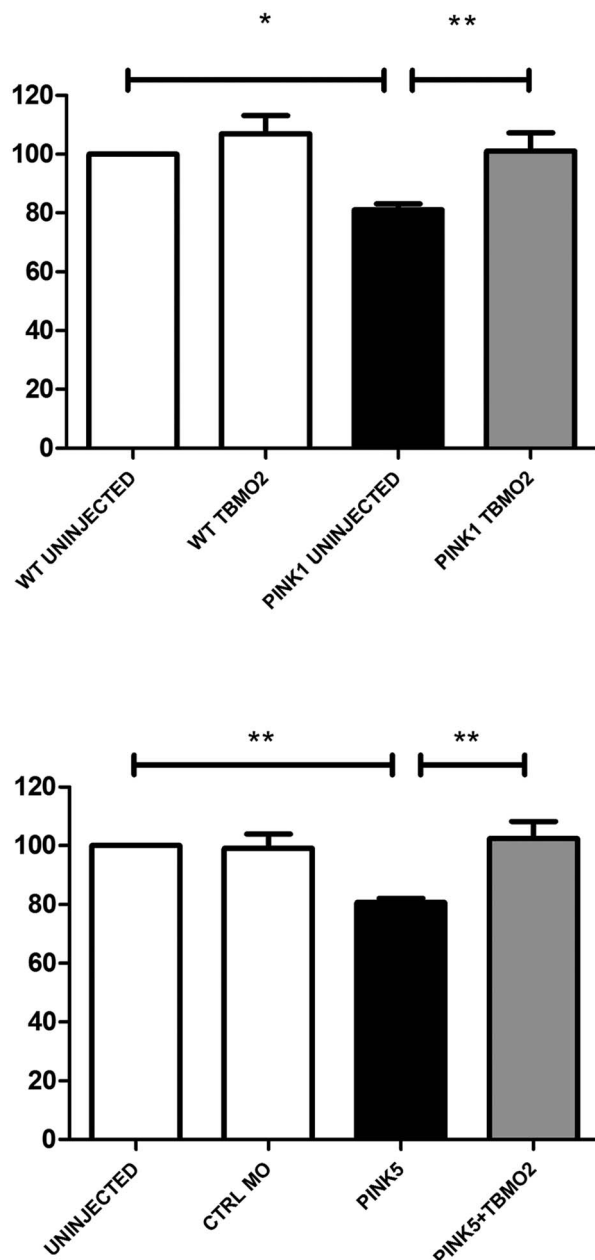 * **
120
100
80
60
40
20
0
WT UNINJECTED
WT TBMO2
PINK1 UNINJECTED
PINK1 TBMO2
** **
120
100
80
60
40
20
0
UNINJECTED
CTRL MO
PINK5
PINK5+TBMO2